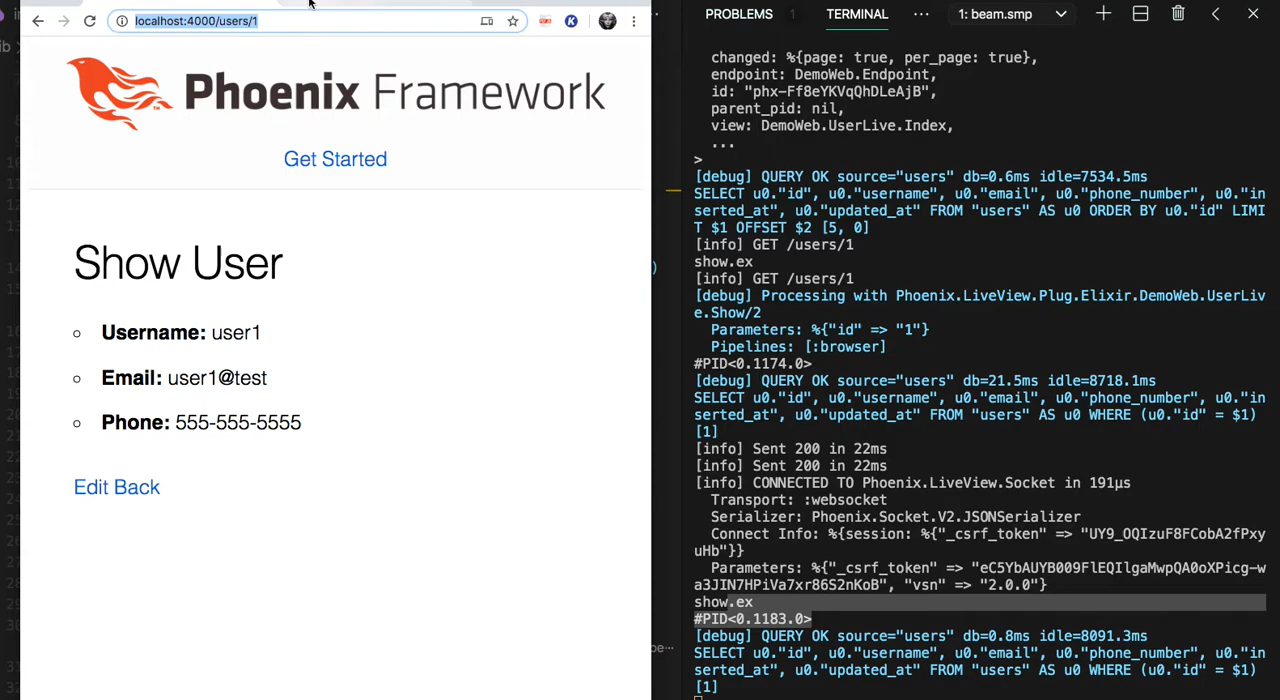 localhost:4000/users/1
Phoenix Framework
TM
Get Started
Show User
Username: user1
Email: user1@test
Phone: 555-555-5555
Edit Back
PROBLEMS 1 TERMINAL ··· 1: beam.smp
changed: %{page: true, per_page: true},
endpoint: DemoWeb.Endpoint,
id: "phx-Ff8eYKVqQhDLeAjB",
parent_pid: nil,
view: DemoWeb.UserLive.Index,
...
>
[debug] QUERY OK source="users" db=0.6ms idle=7534.5ms
SELECT u0."id", u0."username", u0."email", u0."phone_number", u0."in
serted_at", u0."updated_at" FROM "users" AS u0 ORDER BY u0."id" LIMI
T $1 OFFSET $2 [5, 0]
[info] GET /users/1
show.ex
[info] GET /users/1
[debug] Processing with Phoenix.LiveView.Plug.Elixir.DemoWeb.UserLiv
e.Show/2
Parameters: %{"id" => "1"}
Pipelines: [:browser]
#PID<0.1174.0>
[debug] QUERY OK source="users" db=21.5ms idle=8718.1ms
SELECT u0."id", u0."username", u0."email", u0."phone_number", u0."in
serted_at", u0."updated_at" FROM "users" AS u0 WHERE (u0."id" = $1)
[1]
[info] Sent 200 in 22ms
[info] Sent 200 in 22ms
[info] CONNECTED TO Phoenix.LiveView.Socket in 191µs
Transport: :websocket
Serializer: Phoenix.Socket.V2.JSONSerializer
Connect Info: %{session: %{"_csrf_token" => "UY9_OQIzuF8FCobA2fPxy
uHb"}}
Parameters: %{"_csrf_token" => "eC5YbAUYB009FlEQIlgaMwpQA0oXPicg-w
a3JIN7HPiVa7xr86S2nKoB", "vsn" => "2.0.0"}
show.ex
#PID<0.1183.0>
[debug] QUERY OK source="users" db=0.8ms idle=8091.3ms
SELECT u0."id", u0."username", u0."email", u0."phone_number", u0."in
serted_at", u0."updated_at" FROM "users" AS u0 WHERE (u0."id" = $1)
[1]